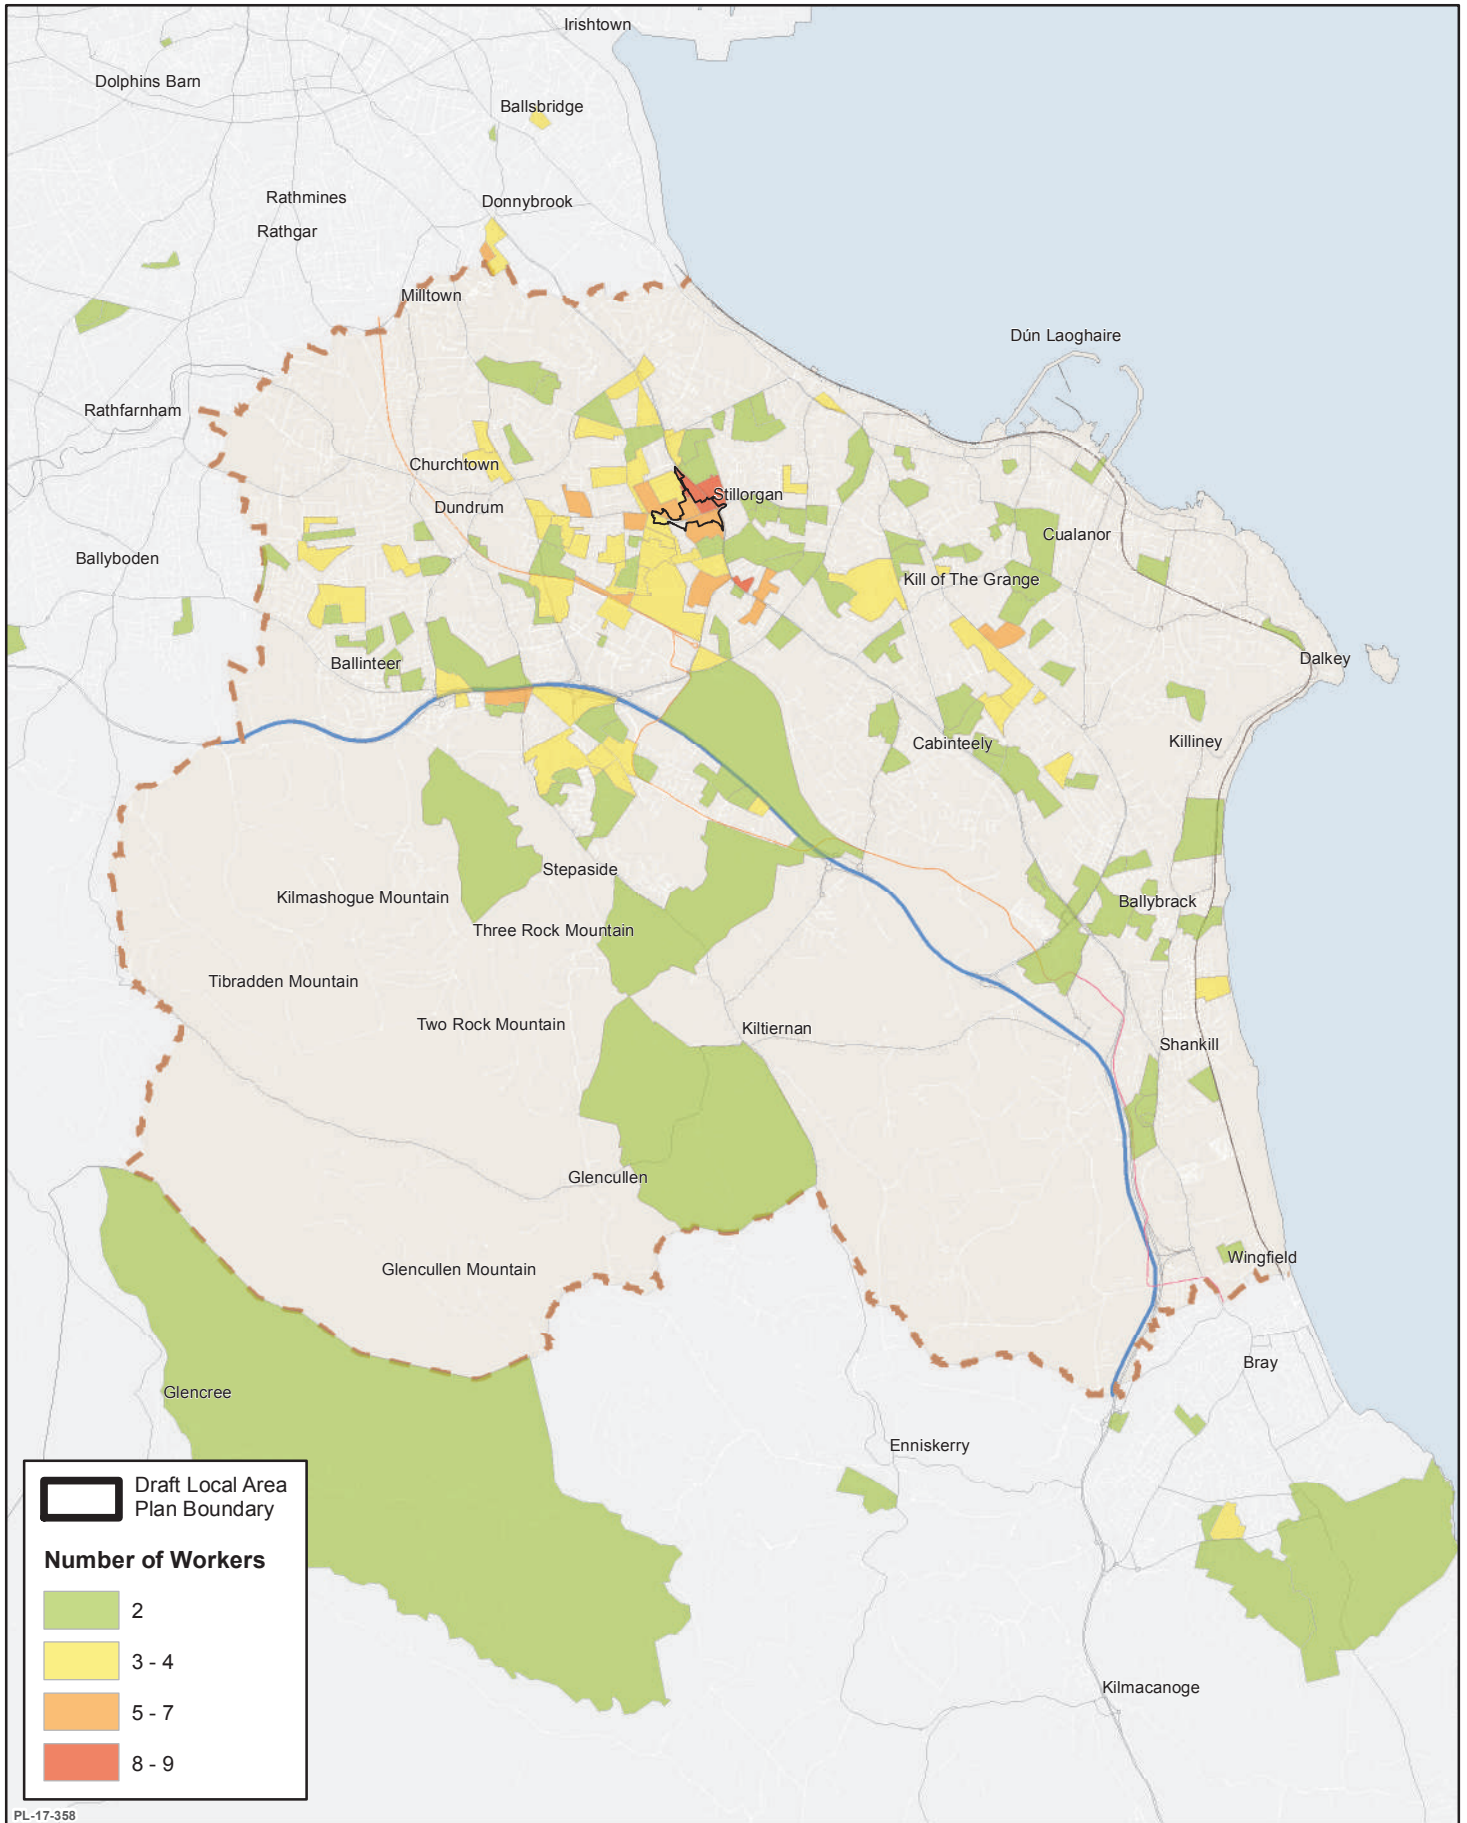 Irishtown
Dolphins Barn
Ballsbridge
Rathmines
Donnybrook
Rathgar
Milltown
Dún Laoghaire
Rathfarnham
Churchtown
Stillorgan
Dundrum
Cualanor
Ballyboden
Kill of The Grange
Ballinteer
Dalkey
Cabinteely
Killiney
Stepaside
Kilmashogue Mountain
Ballybrack
Three Rock Mountain
Tibradden Mountain
Two Rock Mountain
Kiltiernan
Shankill
Glencullen
Wingfield
Glencullen Mountain
Bray
Glencree
Enniskerry
Kilmacanoge
Draft Local Area
Plan Boundary
Number of Workers
2
3 - 4
5 - 7
8 - 9
PL-17-358